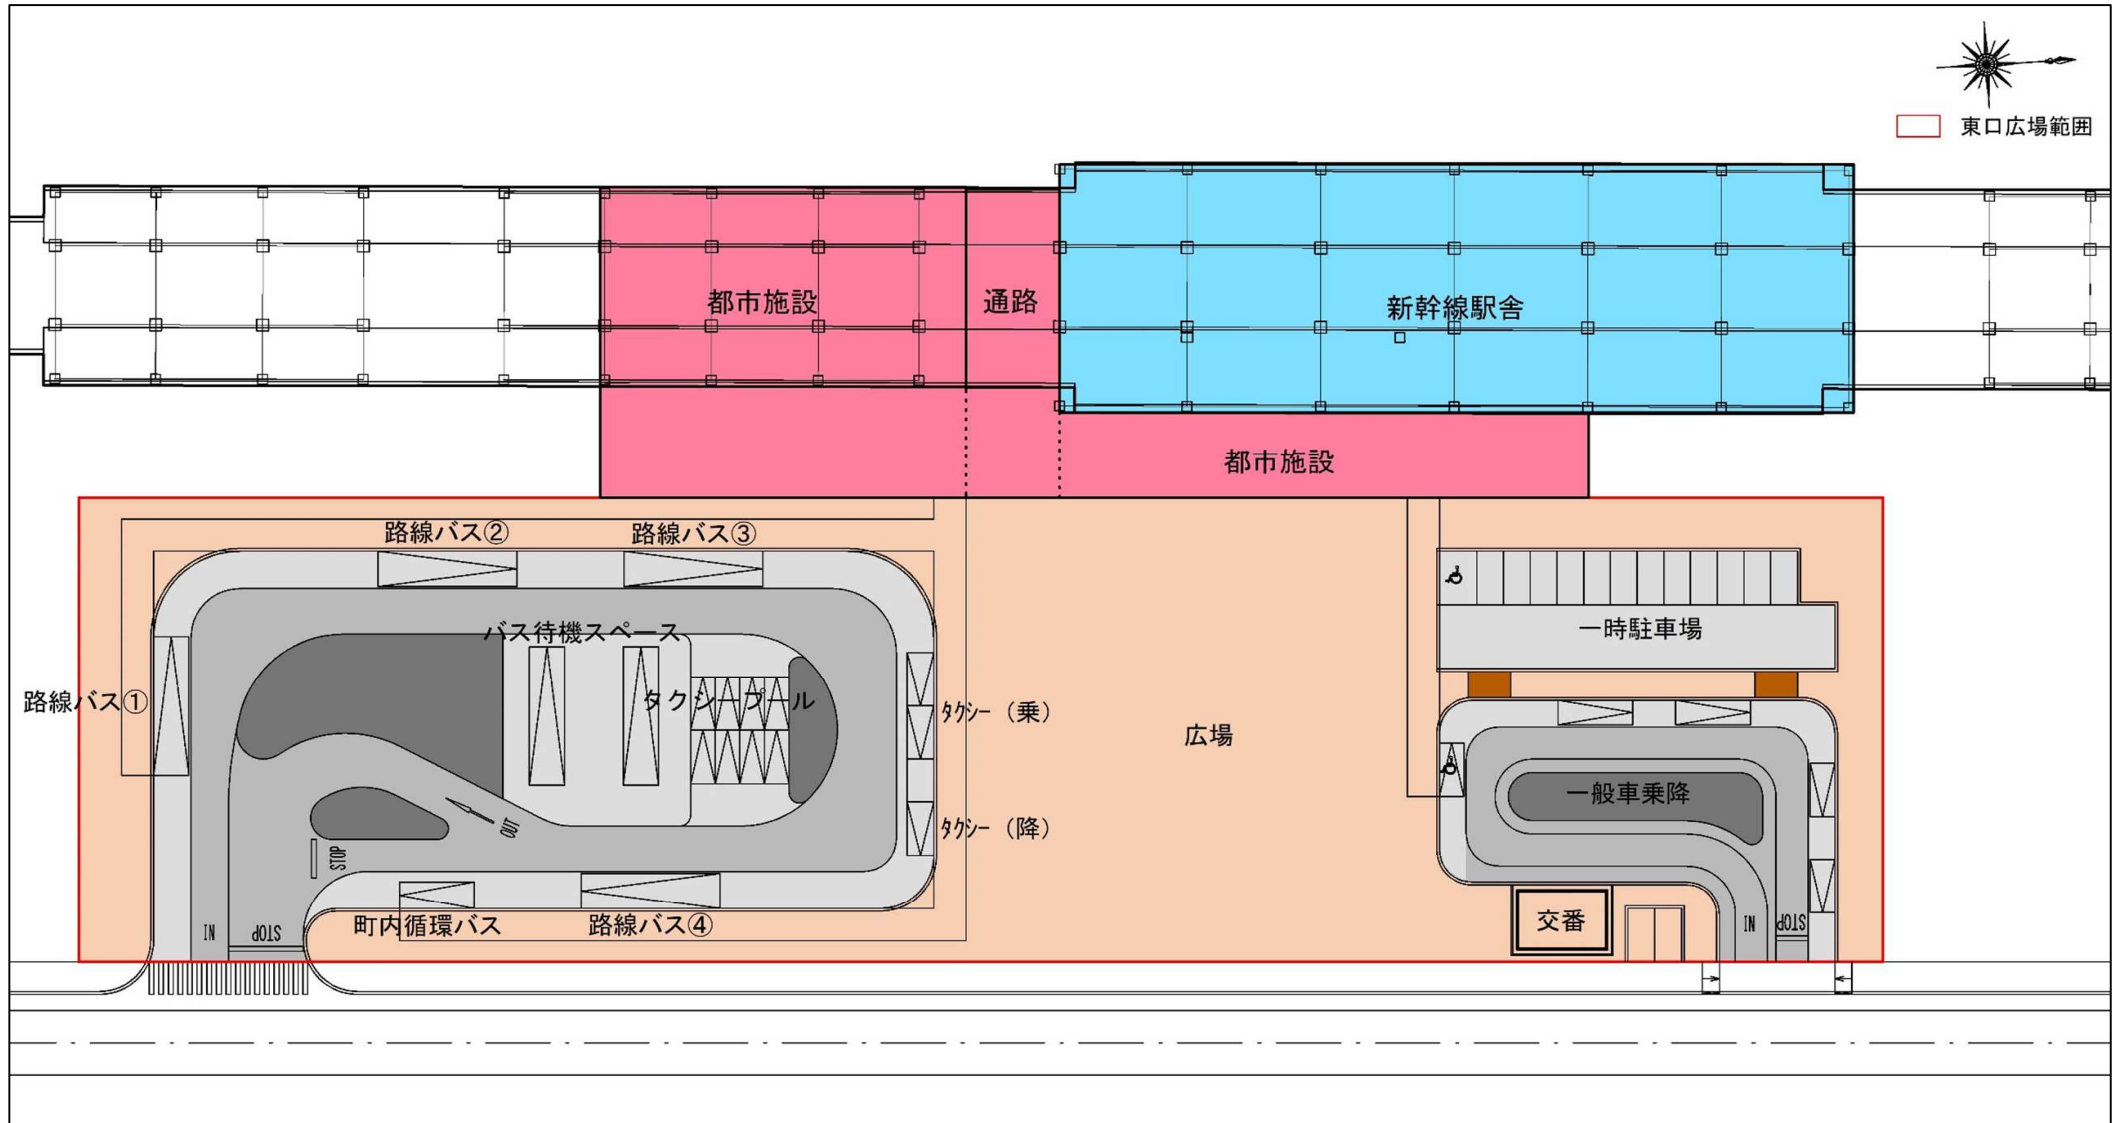 東口広場範囲
都市施設
通路
新幹線駅舎
都市施設
路線バス②
路線バス③
バス待機スペース
一時駐車場
路線バス①
タクシープール
タクシー（乗）
広場
一般車乗降
タクシー（降）
OUT
STOP
町内循環バス
路線バス④
交番
IN
STOP
IN
STOP